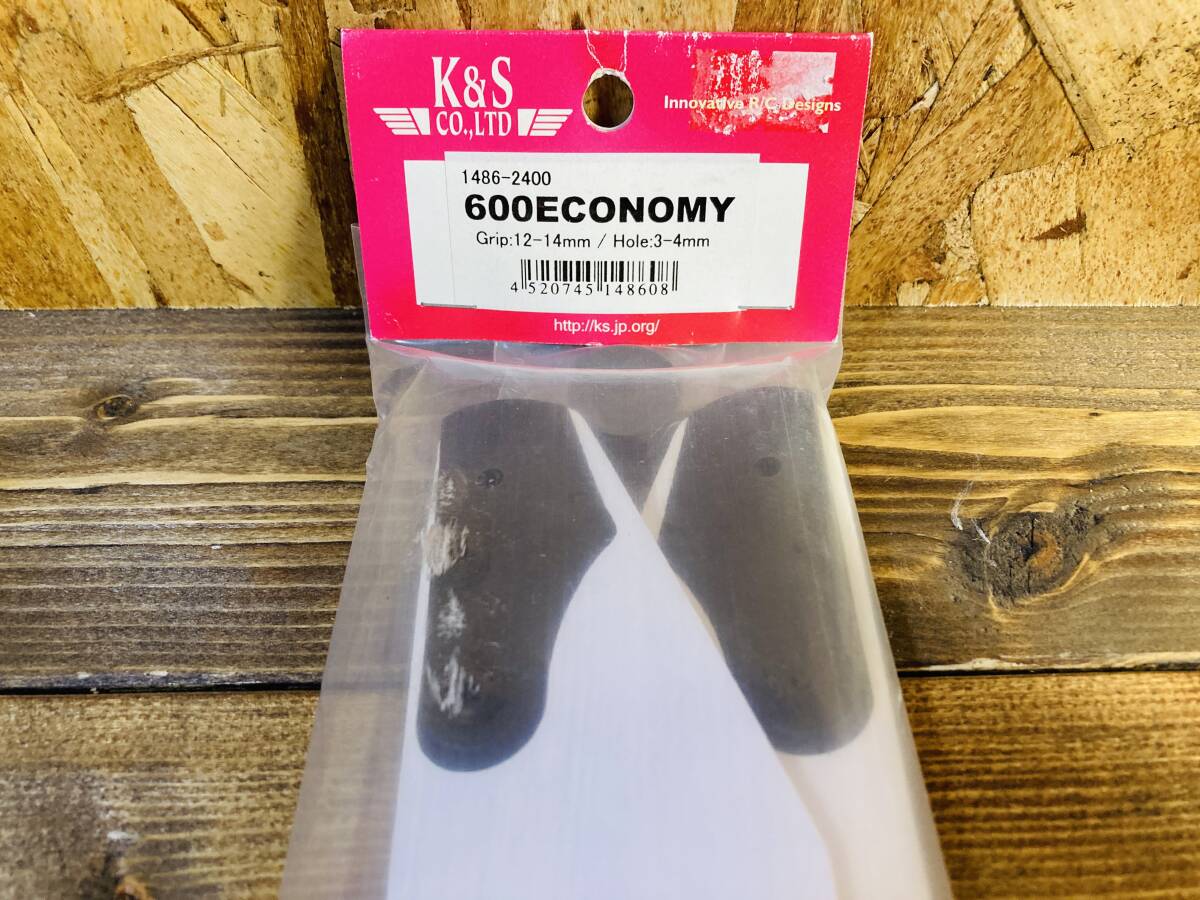 K&S
CO.,LTD
Innovative R/C Designs
1486-2400
600ECONOMY
Grip:12-14mm / Hole:3-4mm
4 520745 148608
http://ks.jp.org/